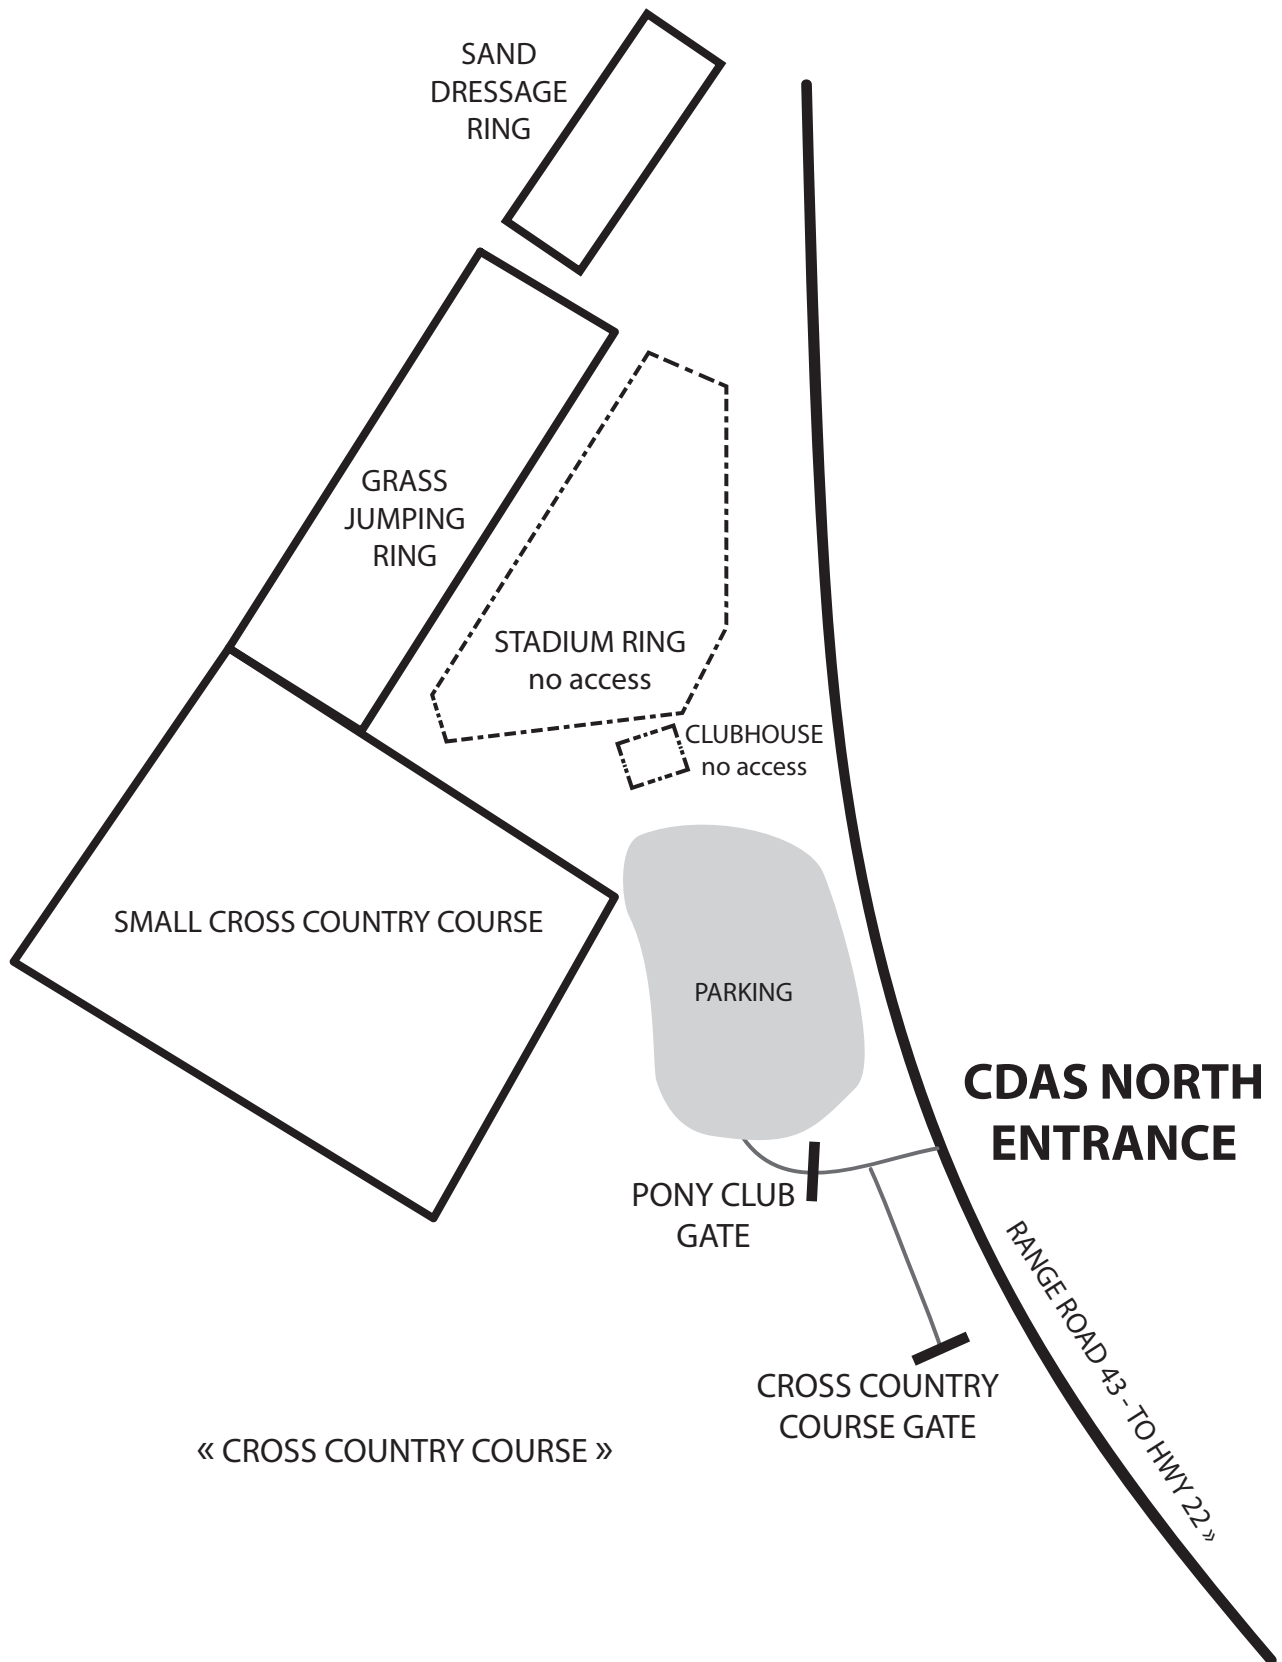 SAND
DRESSAGE
RING
GRASS
JUMPING
RING
STADIUM RING
no access
CLUBHOUSE
no access
SMALL CROSS COUNTRY COURSE
PARKING
CDAS NORTH
ENTRANCE
PONY CLUB
GATE
RANGE ROAD 43 - TO HWY 22 »
CROSS COUNTRY
COURSE GATE
« CROSS COUNTRY COURSE »